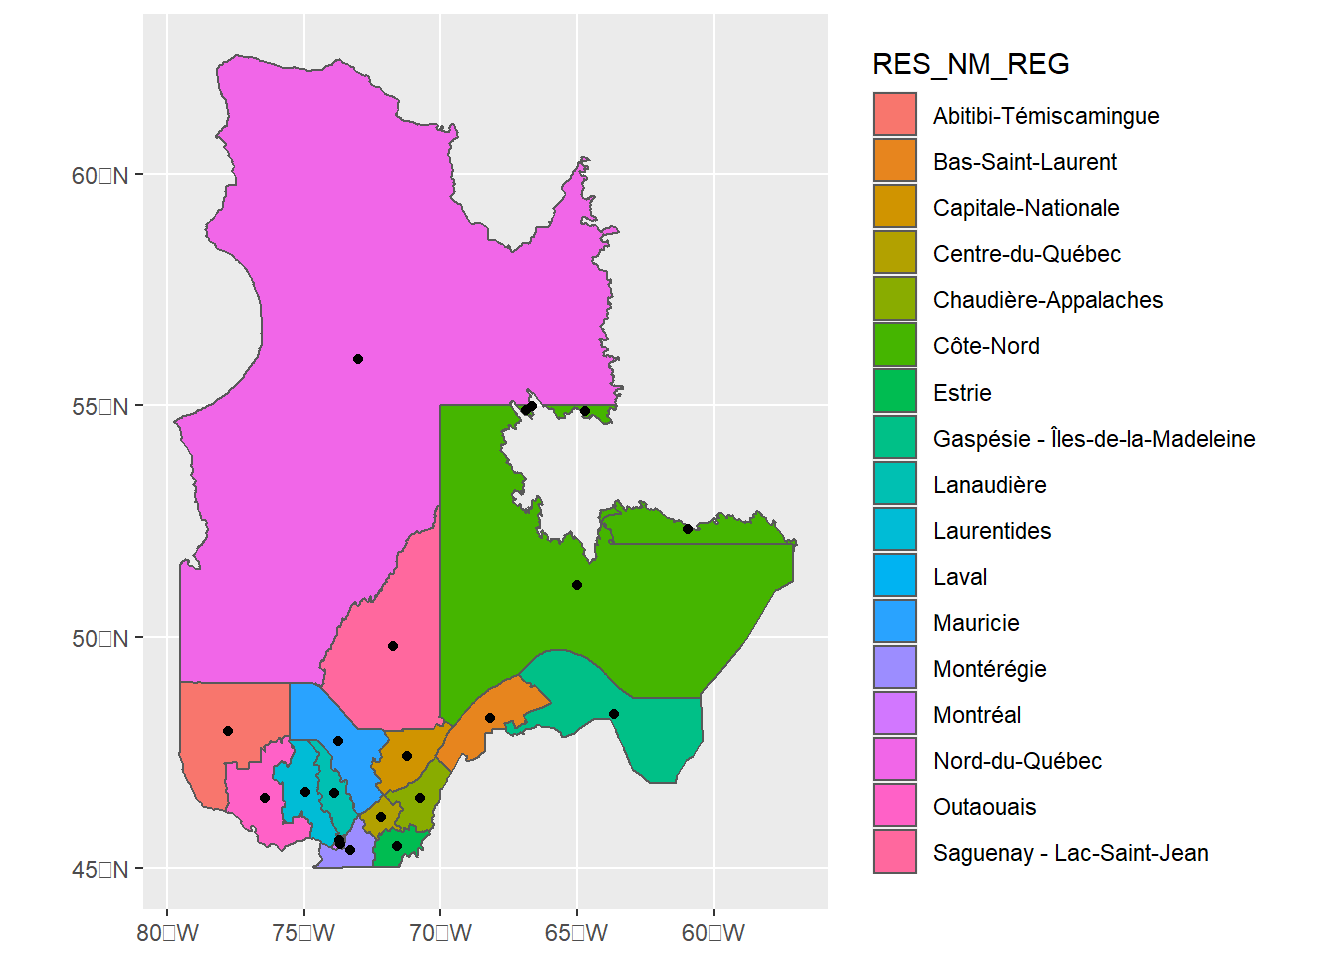 RES_NM_REG
Abitibi-Témiscamingue
Bas-Saint-Laurent
Capitale-Nationale
Centre-du-Québec
Chaudière-Appalaches
Côte-Nord
Estrie
Gaspésie - Îles-de-la-Madeleine
Lanaudière
Laurentides
Laval
Mauricie
Montérégie
Montréal
Nord-du-Québec
Outaouais
Saguenay - Lac-Saint-Jean
60□N
55□N
50□N
45□N
80□W 75□W 70□W 65□W 60□W